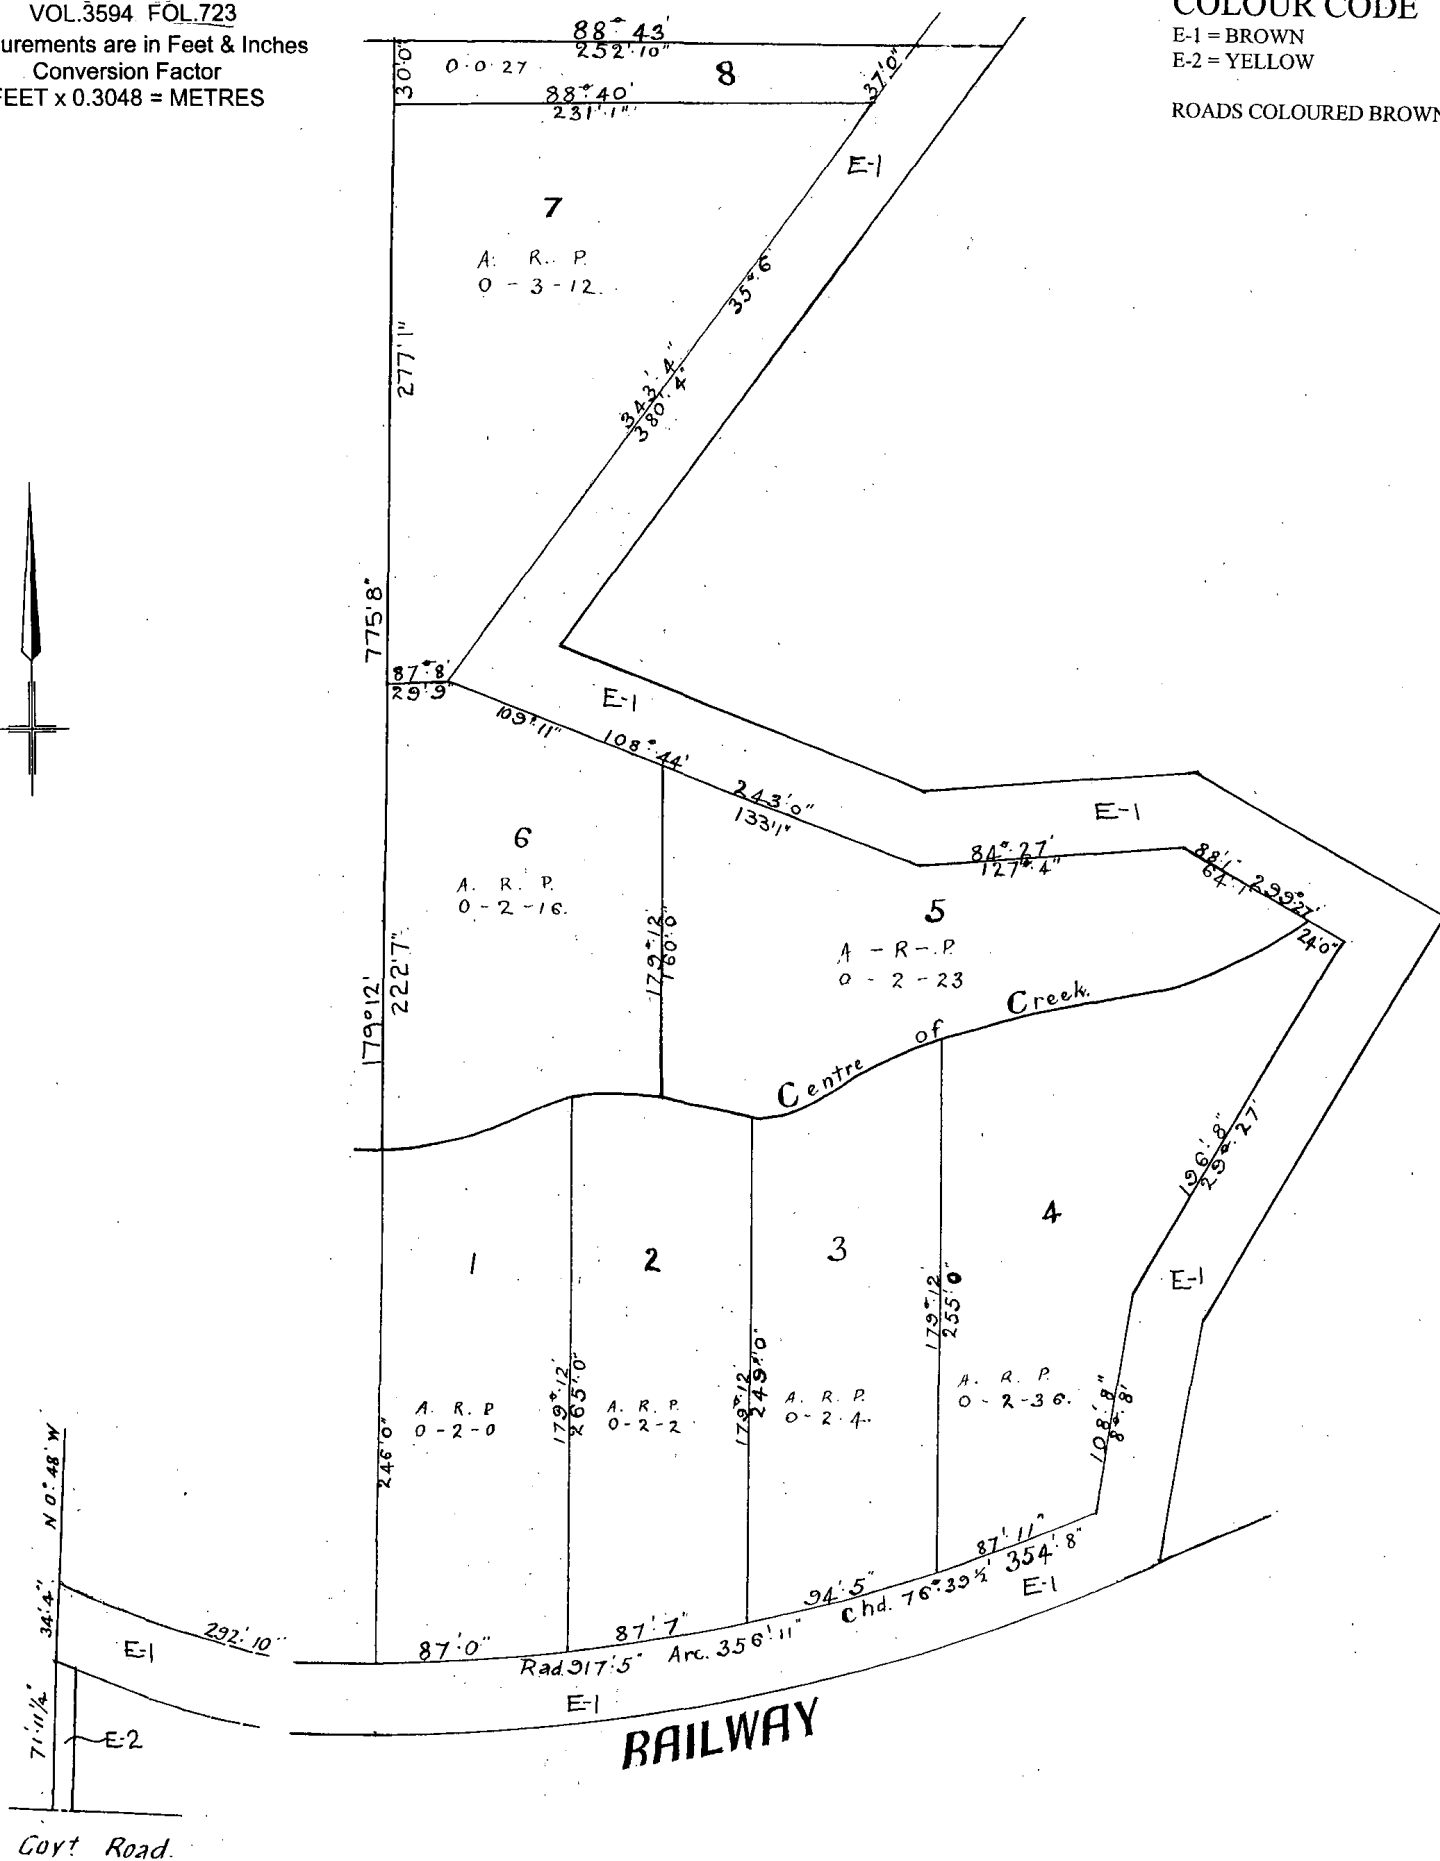 VOL.3594 FOL.723
urements are in Feet & Inches
Conversion Factor
FEET x 0.3048 = METRES
COLOUR CODE
E-1 = BROWN
E-2 = YELLOW
ROADS COLOURED BROWN
88° 43'
252' 10"
30'0"
0·0·27
8
37'0"
88° 40'
231' 1"
E-1
7
A. R. P.
0 - 3 - 12.
35° 6'
277'1"
343' 4"
380' 4"
775'8"
87° 8'
29' 9"
E-1
109' 11"
108° 44'
243' 0"
133'1"
E-1
6
A. R. P.
0 - 2 - 16.
84° 27'
127' 4"
88' 1"
64' 1"
299° 27'
24'0"
5
A - R - P.
0 - 2 - 23
179° 12'
160' 0"
222'7"
179° 12'
Centre of Creek.
196' 8"
29° 27'
1
2
3
4
E-1
179° 12'
255' 0"
A. R. P
0 - 2 - 0
179° 12'
265' 0"
A. R. P.
0 - 2 - 2
179° 12'
249' 0"
A. R. P.
0 - 2 - 4.
A. R. P.
0 - 2 - 36.
108' 8"
8° 8'
246' 0"
N 0° 48' W
34' 4"
292' 10"
E-1
87' 0"
87' 7"
94' 5"
87' 11"
Rad. 917' 5" Arc. 356' 11" Chd. 76° 39½' 354' 8"
E-1
E-1
71' 11¼"
E-2
RAILWAY
Govt Road.